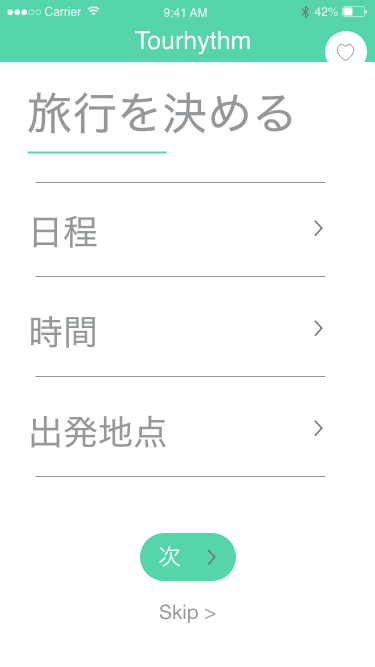 Carrier 9:41 AM 42%
Tourhythm
旅行を決める
日程
時間
出発地点
次
Skip >